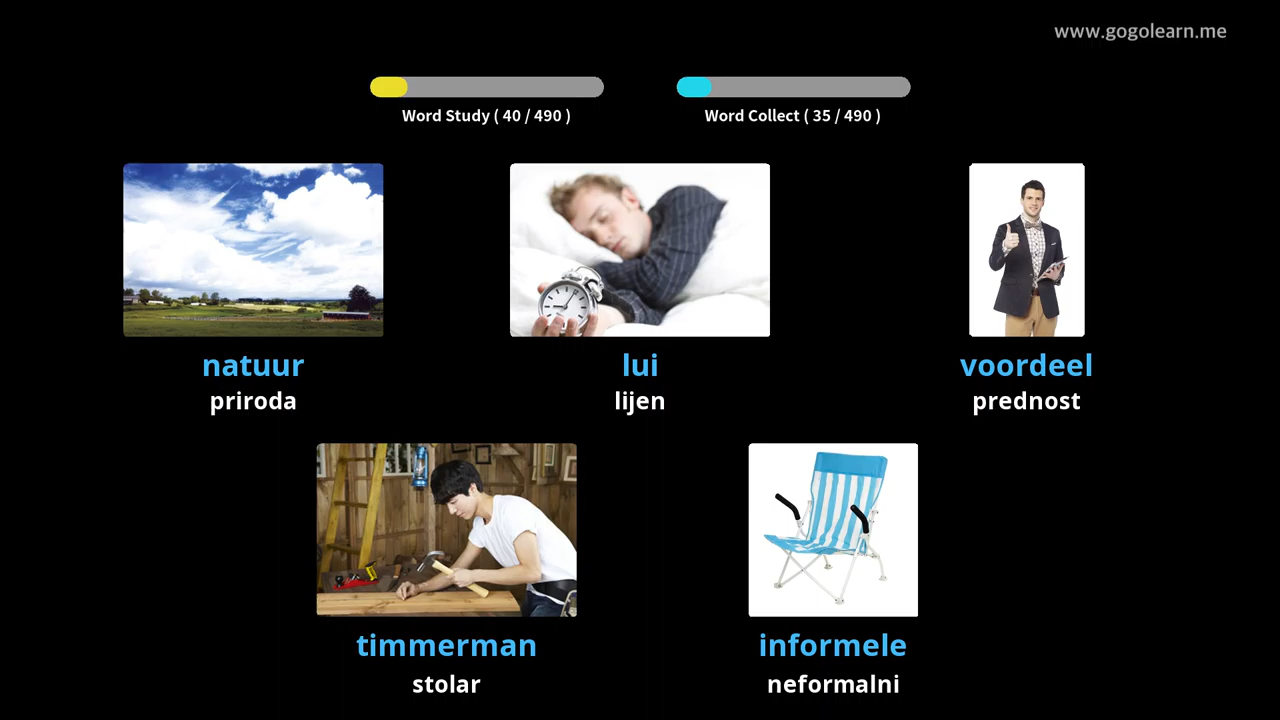 www.gogolearn.me
Word Study ( 40 / 490 )
Word Collect ( 35 / 490 )
natuur
priroda
lui
lijen
voordeel
prednost
timmerman
stolar
informele
neformalni